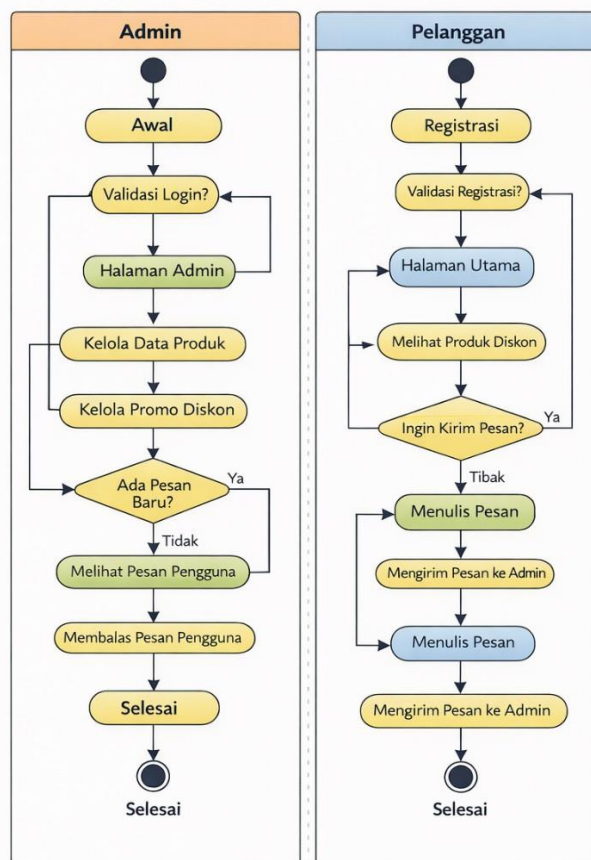 Admin
Awal
Validasi Login?
Halaman Admin
Kelola Data Produk
Kelola Promo Diskon
Ada Pesan
Baru?
Ya
Tidak
Melihat Pesan Pengguna
Membalas Pesan Pengguna
Selesai
Selesai
Pelanggan
Registrasi
Validasi Registrasi?
Halaman Utama
Melihat Produk Diskon
Ingin Kirim Pesan?
Ya
Tibak
Menulis Pesan
Mengirim Pesan ke Admin
Menulis Pesan
Mengirim Pesan ke Admin
Selesai